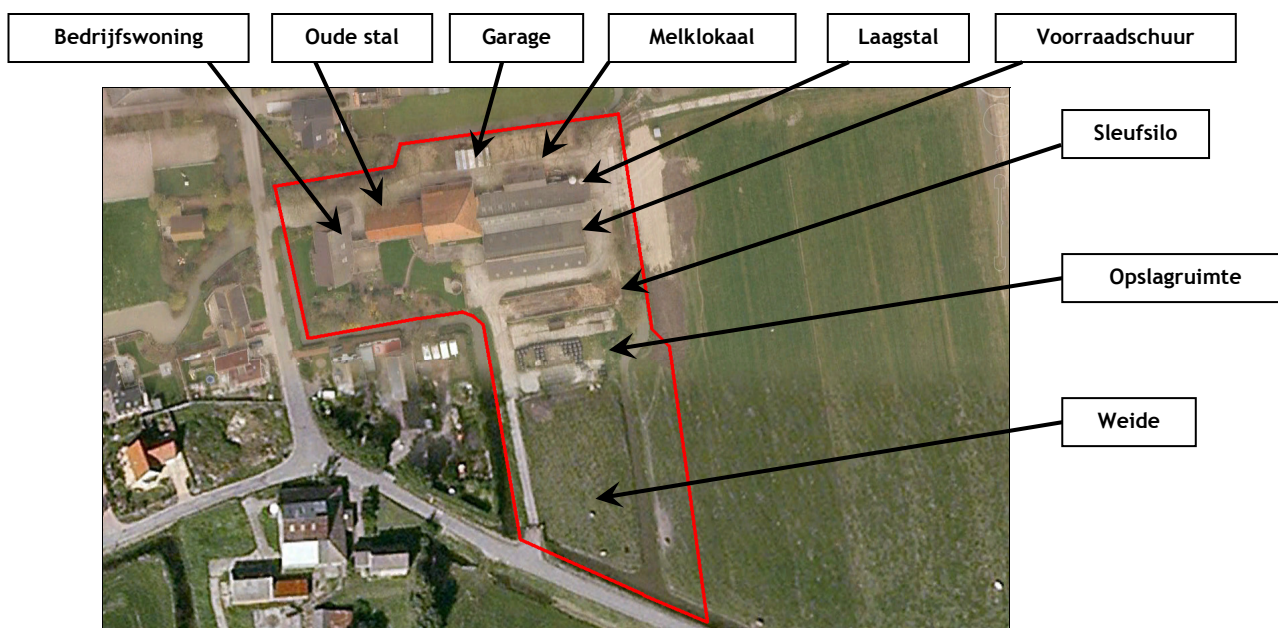 Bedrijfswoning
Oude stal
Garage
Melklokaal
Laagstal
Voorraadschuur
Sleufsilo
Opslagruimte
Weide